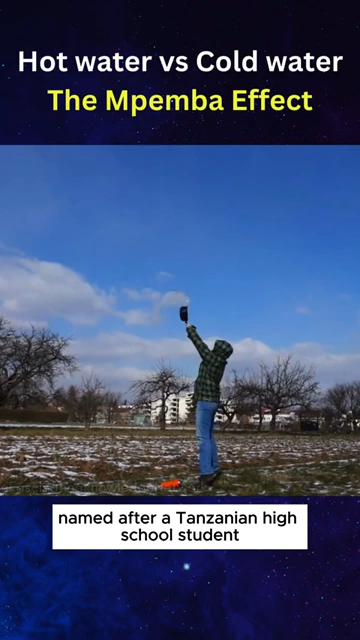 Hot water vs Cold water
The Mpemba Effect
named after a Tanzanian high
school student